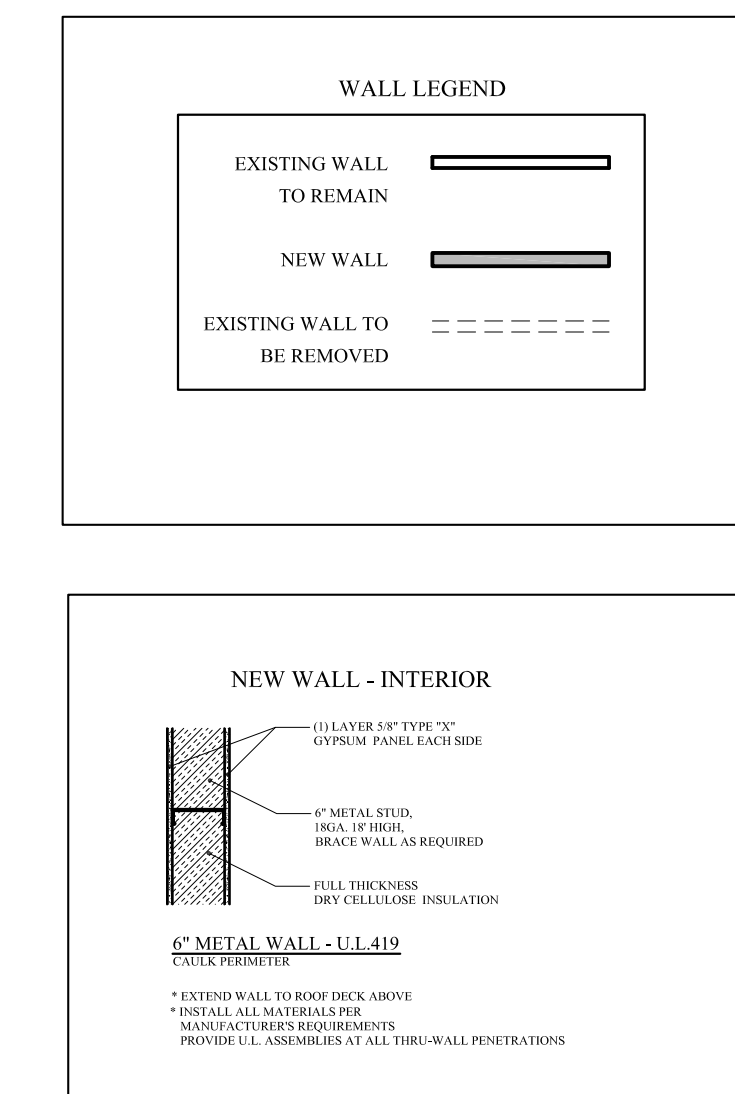 WALL LEGEND
EXISTING WALL
TO REMAIN
NEW WALL
EXISTING WALL TO
BE REMOVED
NEW WALL - INTERIOR
(1) LAYER 5/8" TYPE "X"
GYPSUM PANEL EACH SIDE
6" METAL STUD,
18GA. 18' HIGH,
BRACE WALL AS REQUIRED
FULL THICKNESS
DRY CELLULOSE INSULATION
6" METAL WALL - U.L.419
CAULK PERIMETER
* EXTEND WALL TO ROOF DECK ABOVE
* INSTALL ALL MATERIALS PER
MANUFACTURER'S REQUIREMENTS
PROVIDE U.L. ASSEMBLIES AT ALL THRU-WALL PENETRATIONS